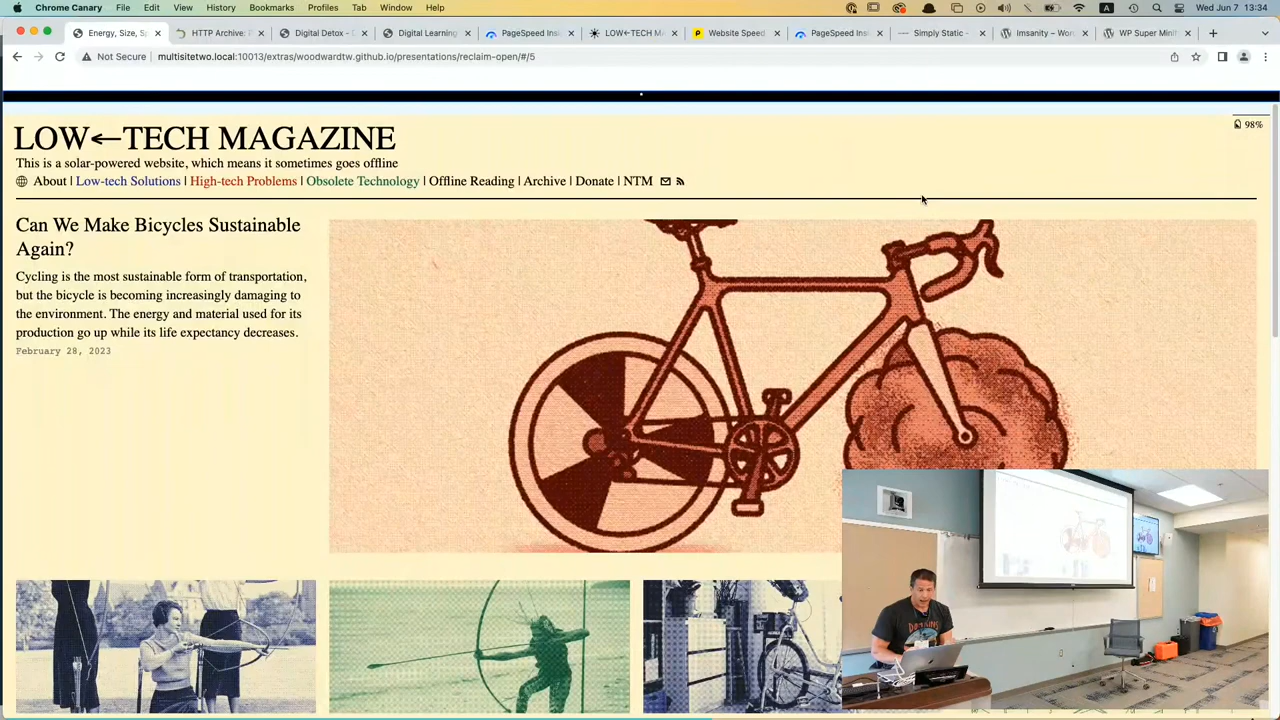 Chrome Canary File Edit View History Bookmarks Profiles Tab Window Help A Wed Jun 7 13:34
Energy, Size, S × HTTP Archive: × Digital Detox - D × Digital Learning × PageSpeed Insi × LOW←TECH M × Website Speed × PageSpeed Insi × Simply Static - × Imsanity – Wor × WP Super Mini ×
Not Secure | multisitetwo.local:10013/extras/woodwardtw.github.io/presentations/reclaim-open/#/5
LOW←TECH MAGAZINE
98%
This is a solar-powered website, which means it sometimes goes offline
About | Low-tech Solutions | High-tech Problems | Obsolete Technology | Offline Reading | Archive | Donate | NTM
Can We Make Bicycles Sustainable
Again?
Cycling is the most sustainable form of transportation,
but the bicycle is becoming increasingly damaging to
the environment. The energy and material used for its
production go up while its life expectancy decreases.
February 28, 2023